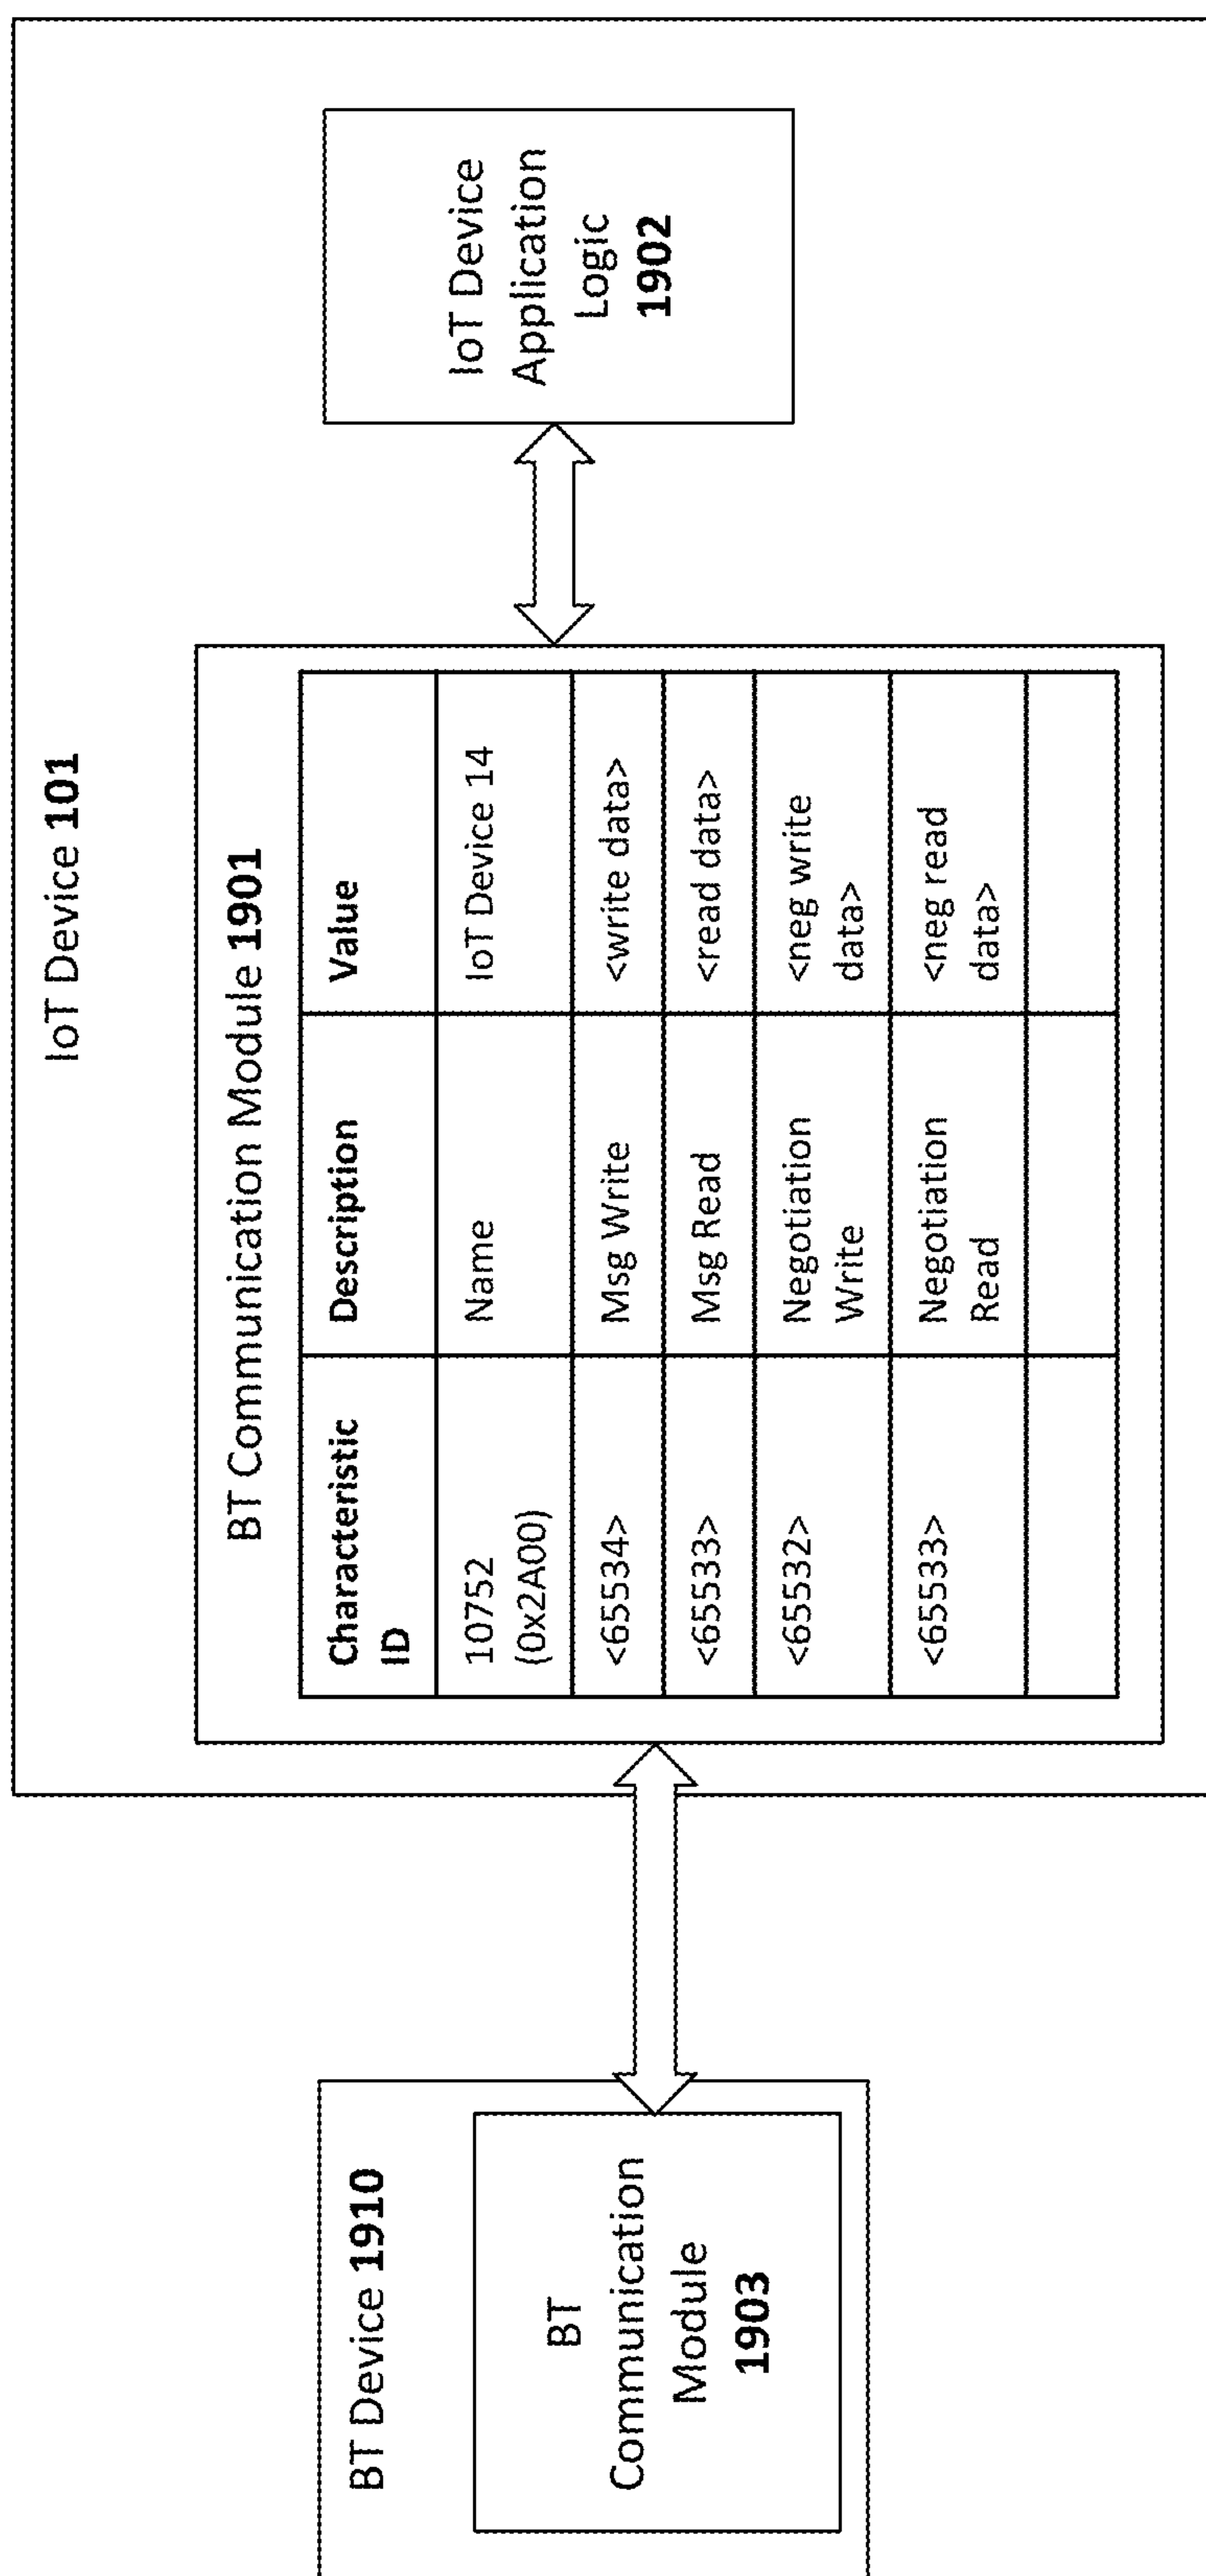 IoT Device 101
BT Device 1910
BT
Communication
Module
1903
BT Communication Module 1901
Characteristic ID Description Value
10752 (0x2A00) Name IoT Device 14
<65534> Msg Write <write data>
<65533> Msg Read <read data>
<65532> Negotiation Write <neg write data>
<65533> Negotiation Read <neg read data>
IoT Device
Application
Logic
1902